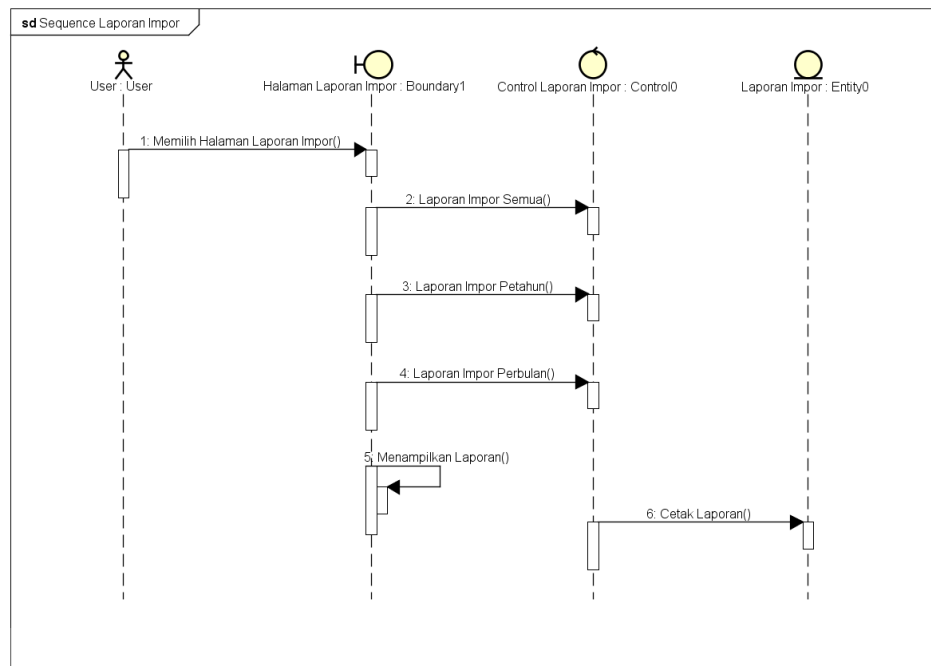 sd Sequence Laporan Impor
User : User
Halaman Laporan Impor : Boundary1
Control Laporan Impor : Control0
Laporan Impor : Entity0
1: Memilih Halaman Laporan Impor()
2: Laporan Impor Semua()
3: Laporan Impor Petahun()
4: Laporan Impor Perbulan()
5: Menampilkan Laporan()
6: Cetak Laporan()